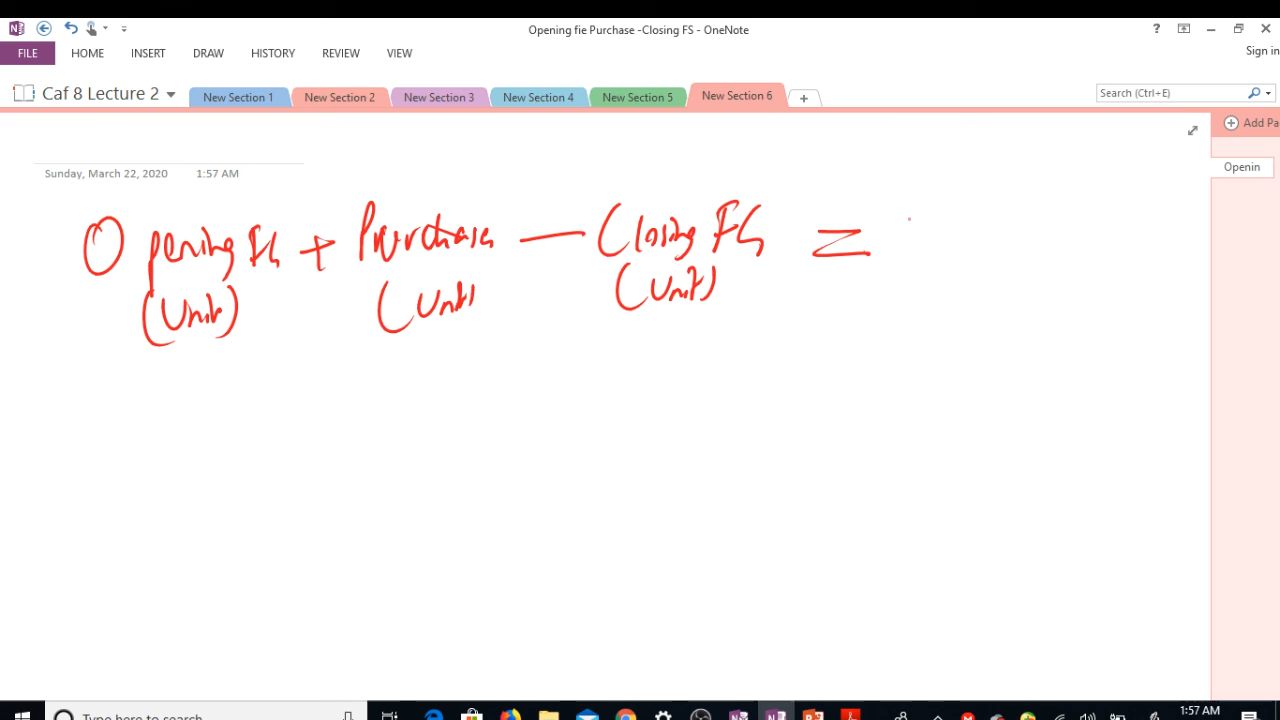 Opening fie Purchase -Closing FS - OneNote
FILE HOME INSERT DRAW HISTORY REVIEW VIEW
Sign in
Caf 8 Lecture 2 New Section 1 New Section 2 New Section 3 New Section 4 New Section 5 New Section 6
Search (Ctrl+E)
Add Pa
Openin
Sunday, March 22, 2020 1:57 AM
Opening FG + Purchase — Closing FG =
(Unit) (Unit) (Unit)
Type here to search
1:57 AM